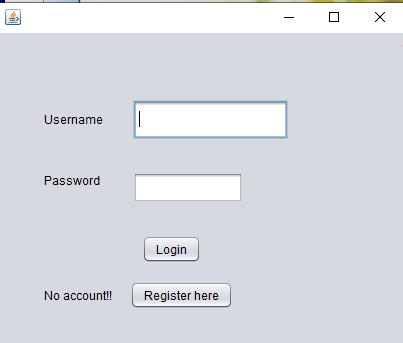 Username
Password
Login
No account!! Register here